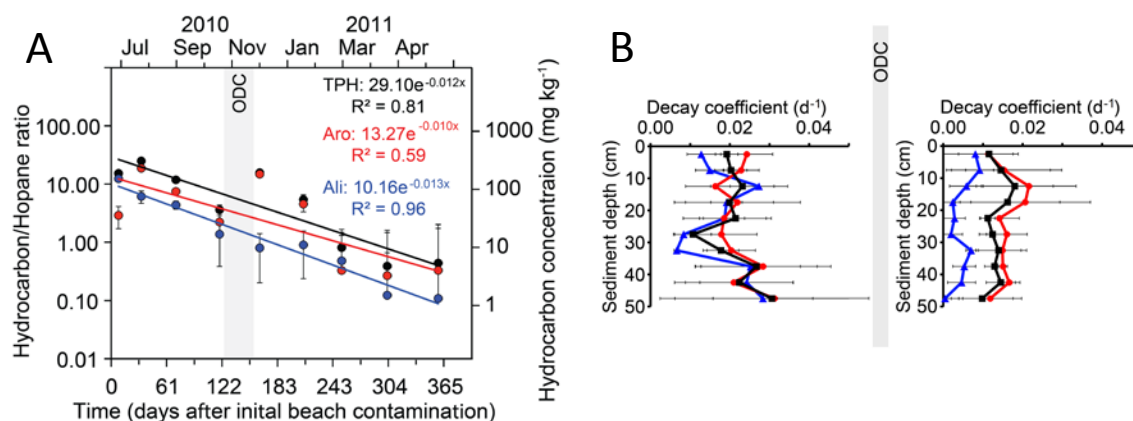 A
2010 2011
Jul Sep Nov Jan Mar Apr
ODC
TPH: 29.10e-0.012x
R² = 0.81
Aro: 13.27e-0.010x
R² = 0.59
Ali: 10.16e-0.013x
R² = 0.96
Hydrocarbon/Hopane ratio
100.00
10.00
1.00
0.10
0.01
Hydrocarbon concentraion (mg kg-1)
1000
100
10
1
0 61 122 183 243 304 365
Time (days after inital beach contamination)
B
ODC
Decay coefficient (d-1)
0.00 0.02 0.04
Sediment depth (cm)
0
10
20
30
40
50
Decay coefficient (d-1)
0.00 0.02 0.04
Sediment depth (cm)
0
10
20
30
40
50